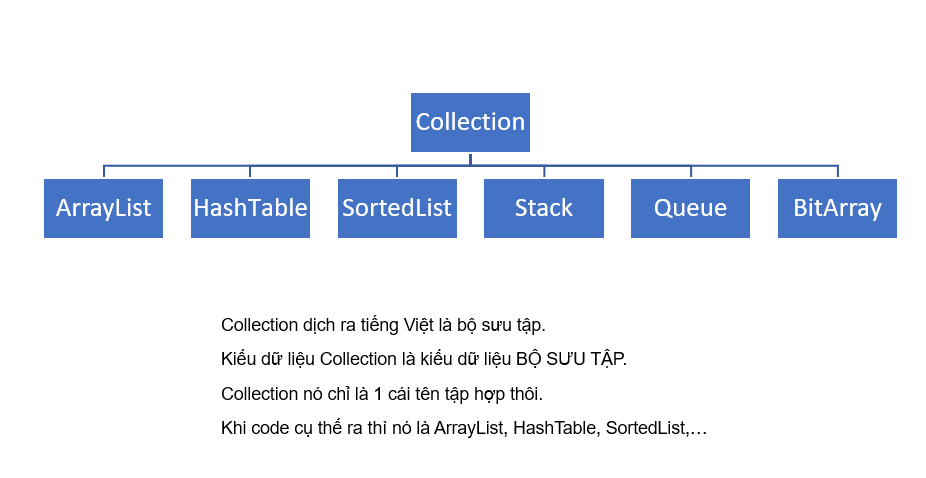 Collection
ArrayList HashTable SortedList Stack Queue BitArray
Collection dịch ra tiếng Việt là bộ sưu tập.
Kiểu dữ liệu Collection là kiểu dữ liệu BỘ SƯU TẬP.
Collection nó chỉ là 1 cái tên tập hợp thôi.
Khi code cụ thể ra thì nó là ArrayList, HashTable, SortedList,...